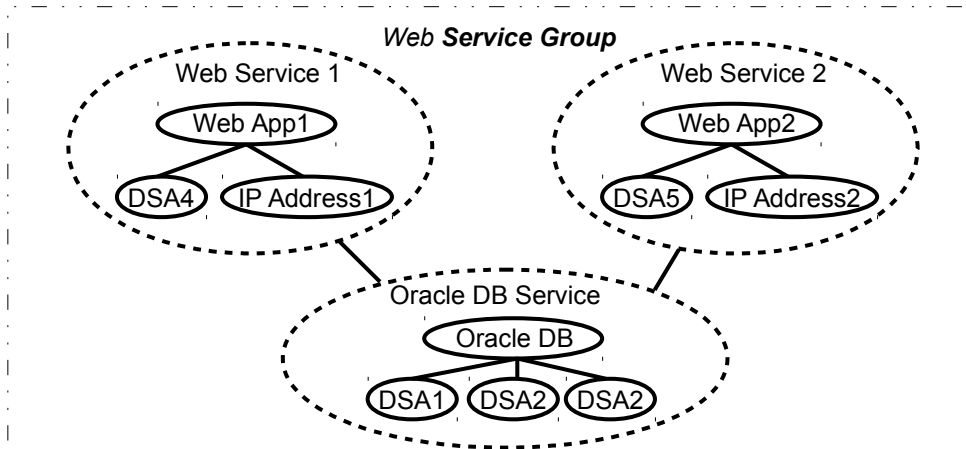 Web Service Group
Web Service 1
Web Service 2
Web App1
Web App2
DSA4
IP Address1
DSA5
IP Address2
Oracle DB Service
Oracle DB
DSA1
DSA2
DSA2